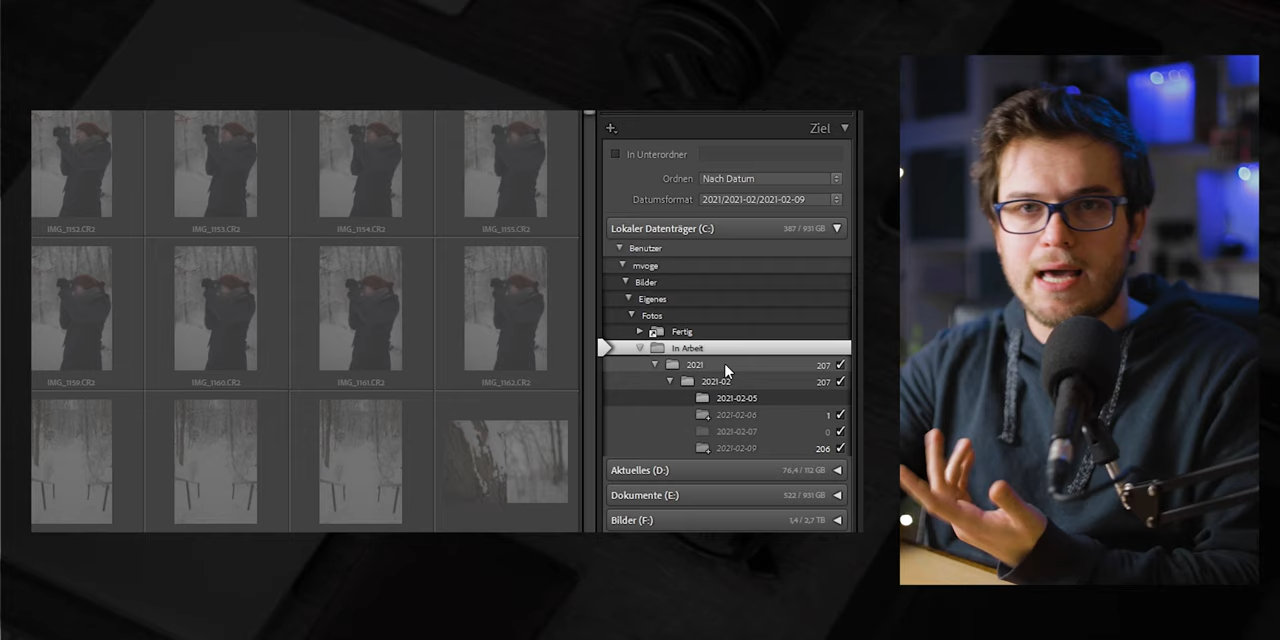 IMG_1152.CR2 IMG_1153.CR2 IMG_1154.CR2 IMG_1155.CR2
IMG_1159.CR2 IMG_1160.CR2 IMG_1161.CR2 IMG_1162.CR2
Ziel
In Unterordner
Ordnen Nach Datum
Datumsformat 2021/2021-02/2021-02-09
Lokaler Datenträger (C:) 387 / 931 GB
Benutzer
mvoge
Bilder
Eigenes
Fotos
Fertig
In Arbeit
2021 207
2021-02 207
2021-02-05
2021-02-06 1
2021-02-07 0
2021-02-09 206
Aktuelles (D:) 76,4 / 112 GB
Dokumente (E:) 522 / 931 GB
Bilder (F:) 1,4 / 2,7 TB